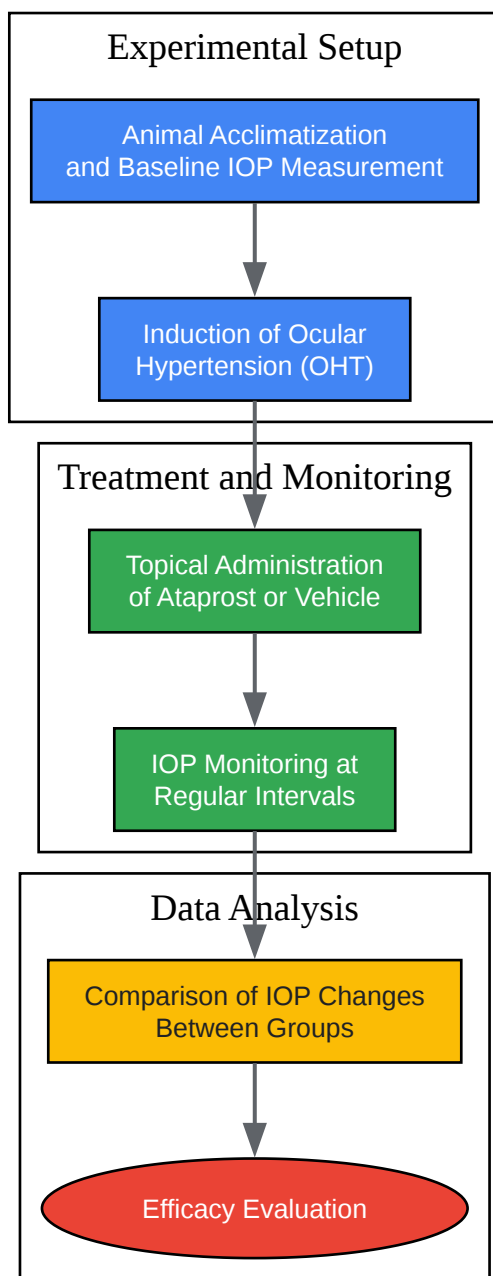 Experimental Setup
Animal Acclimatization
and Baseline IOP Measurement
Induction of Ocular
Hypertension (OHT)
Treatment and Monitoring
Topical Administration
of Ataprost or Vehicle
IOP Monitoring at
Regular Intervals
Data Analysis
Comparison of IOP Changes
Between Groups
Efficacy Evaluation